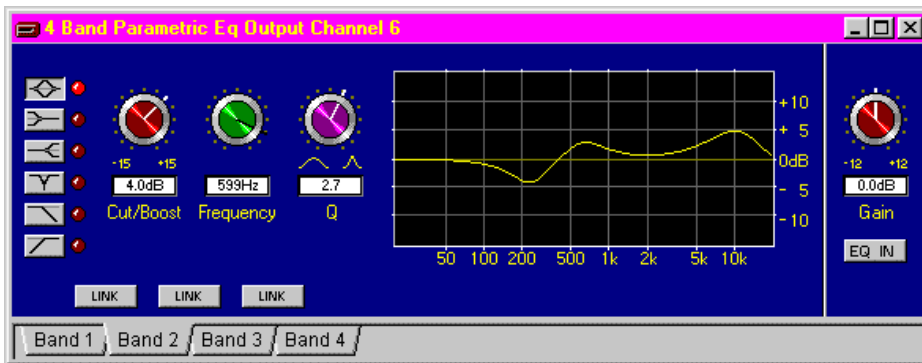 4 Band Parametric Eq Output Channel 6
-15 +15
4.0dB
Cut/Boost
599Hz
Frequency
2.7
Q
LINK LINK LINK
+10
+ 5
0dB
- 5
-10
50 100 200 500 1k 2k 5k 10k
-12 +12
0.0dB
Gain
EQ IN
Band 1 Band 2 Band 3 Band 4